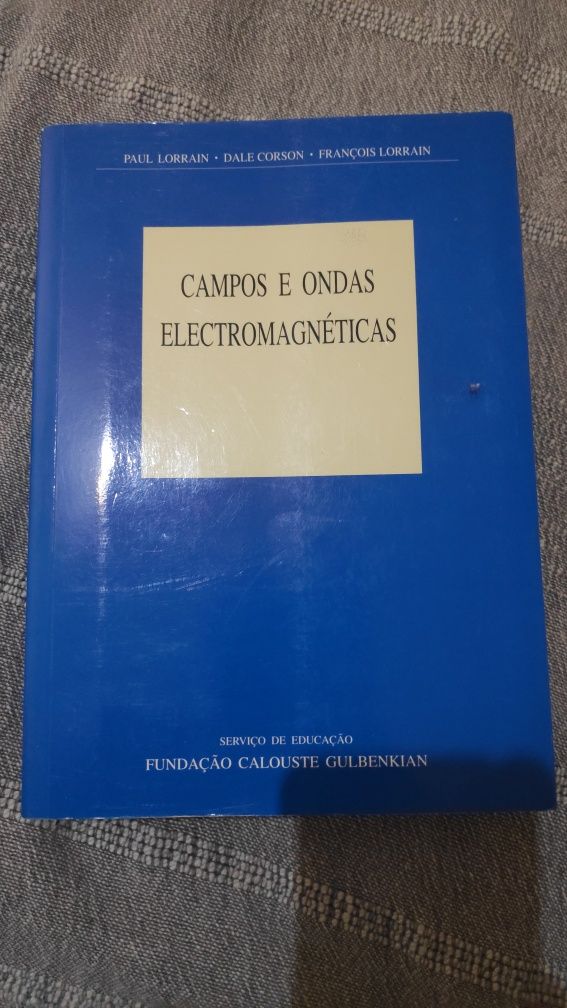 PAUL LORRAIN · DALE CORSON · FRANÇOIS LORRAIN
CAMPOS E ONDAS
ELECTROMAGNÉTICAS
SERVIÇO DE EDUCAÇÃO
FUNDAÇÃO CALOUSTE GULBENKIAN